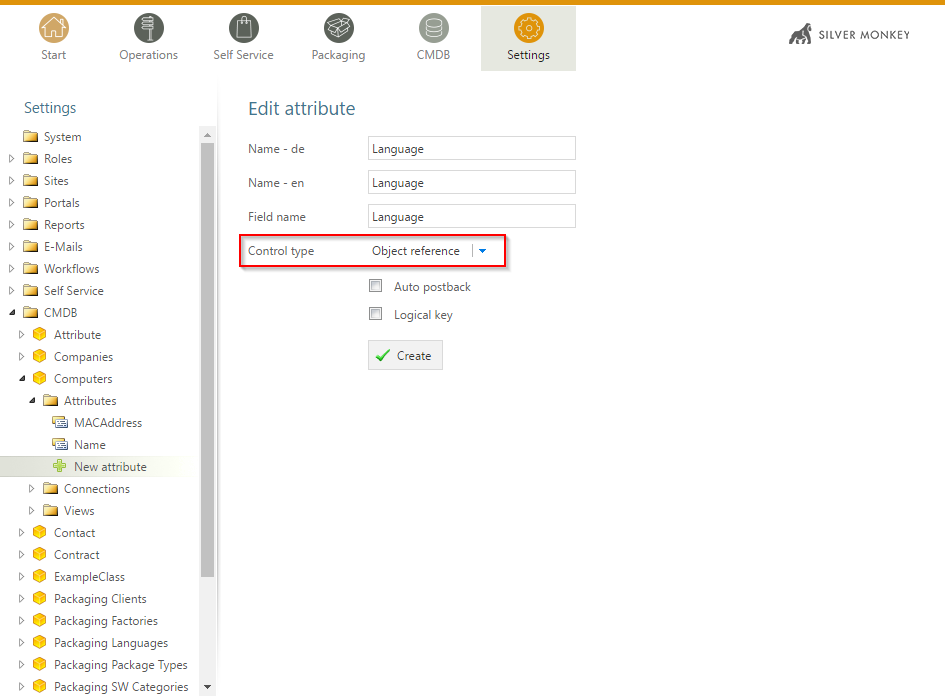 Start
Operations
Self Service
Packaging
CMDB
Settings
SILVER MONKEY
Settings
System
Roles
Sites
Portals
Reports
E-Mails
Workflows
Self Service
CMDB
Attribute
Companies
Computers
Attributes
MACAddress
Name
New attribute
Connections
Views
Contact
Contract
ExampleClass
Packaging Clients
Packaging Factories
Packaging Languages
Packaging Package Types
Packaging SW Categories
Edit attribute
Name - de Language
Name - en Language
Field name Language
Control type Object reference
Auto postback
Logical key
Create